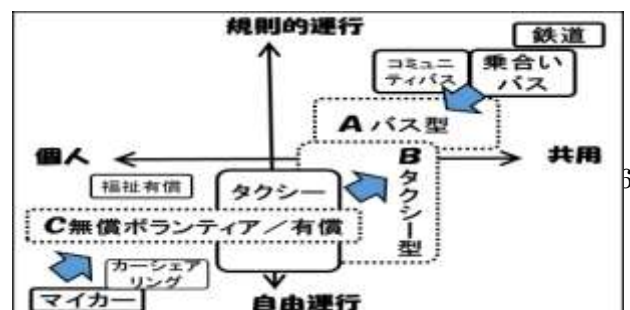 規則的運行
鉄道
コミュニ
ティバス
乗合い
バス
A バス型
個人
共用
B
タクシー型
6
福祉有償
タクシー
C無償ボランティア／有償
カーシェア
リング
マイカー
自由運行